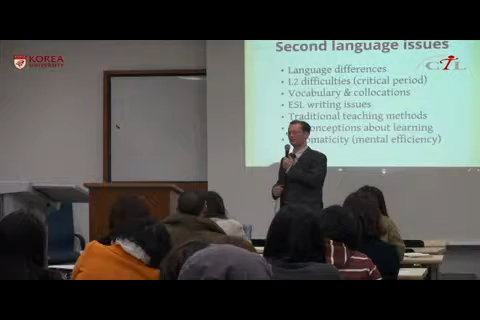 KOREA
UNIVERSITY
Second language issues
CTL
• Language differences
• L2 difficulties (critical period)
• Vocabulary & collocations
• ESL writing issues
• Traditional teaching methods
conceptions about learning
omaticity (mental efficiency)